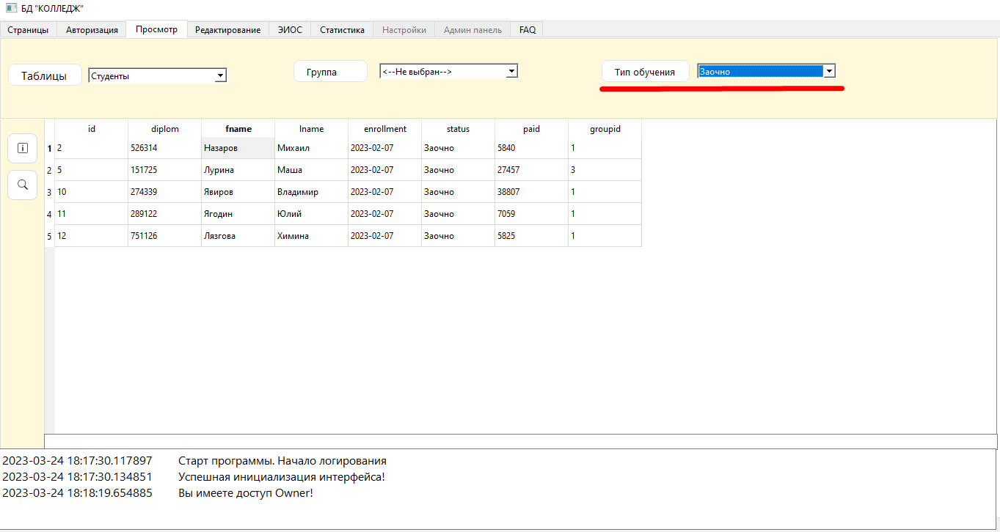 БД "КОЛЛЕДЖ"
Страницы Авторизация Просмотр Редактирование ЭИОС Статистика Настройки Админ панель FAQ
Таблицы Студенты Группа <--Не выбран--> Тип обучения Заочно
id diplom fname lname enrollment status paid groupid
1 2 526314 Назаров Михаил 2023-02-07 Заочно 5840 1
2 5 151725 Лурина Маша 2023-02-07 Заочно 27457 3
3 10 274339 Явиров Владимир 2023-02-07 Заочно 38807 1
4 11 289122 Ягодин Юлий 2023-02-07 Заочно 7059 1
5 12 751126 Лязгова Химина 2023-02-07 Заочно 5825 1
2023-03-24 18:17:30.117897 Старт программы. Начало логирования
2023-03-24 18:17:30.134851 Успешная инициализация интерфейса!
2023-03-24 18:18:19.654885 Вы имеете доступ Owner!